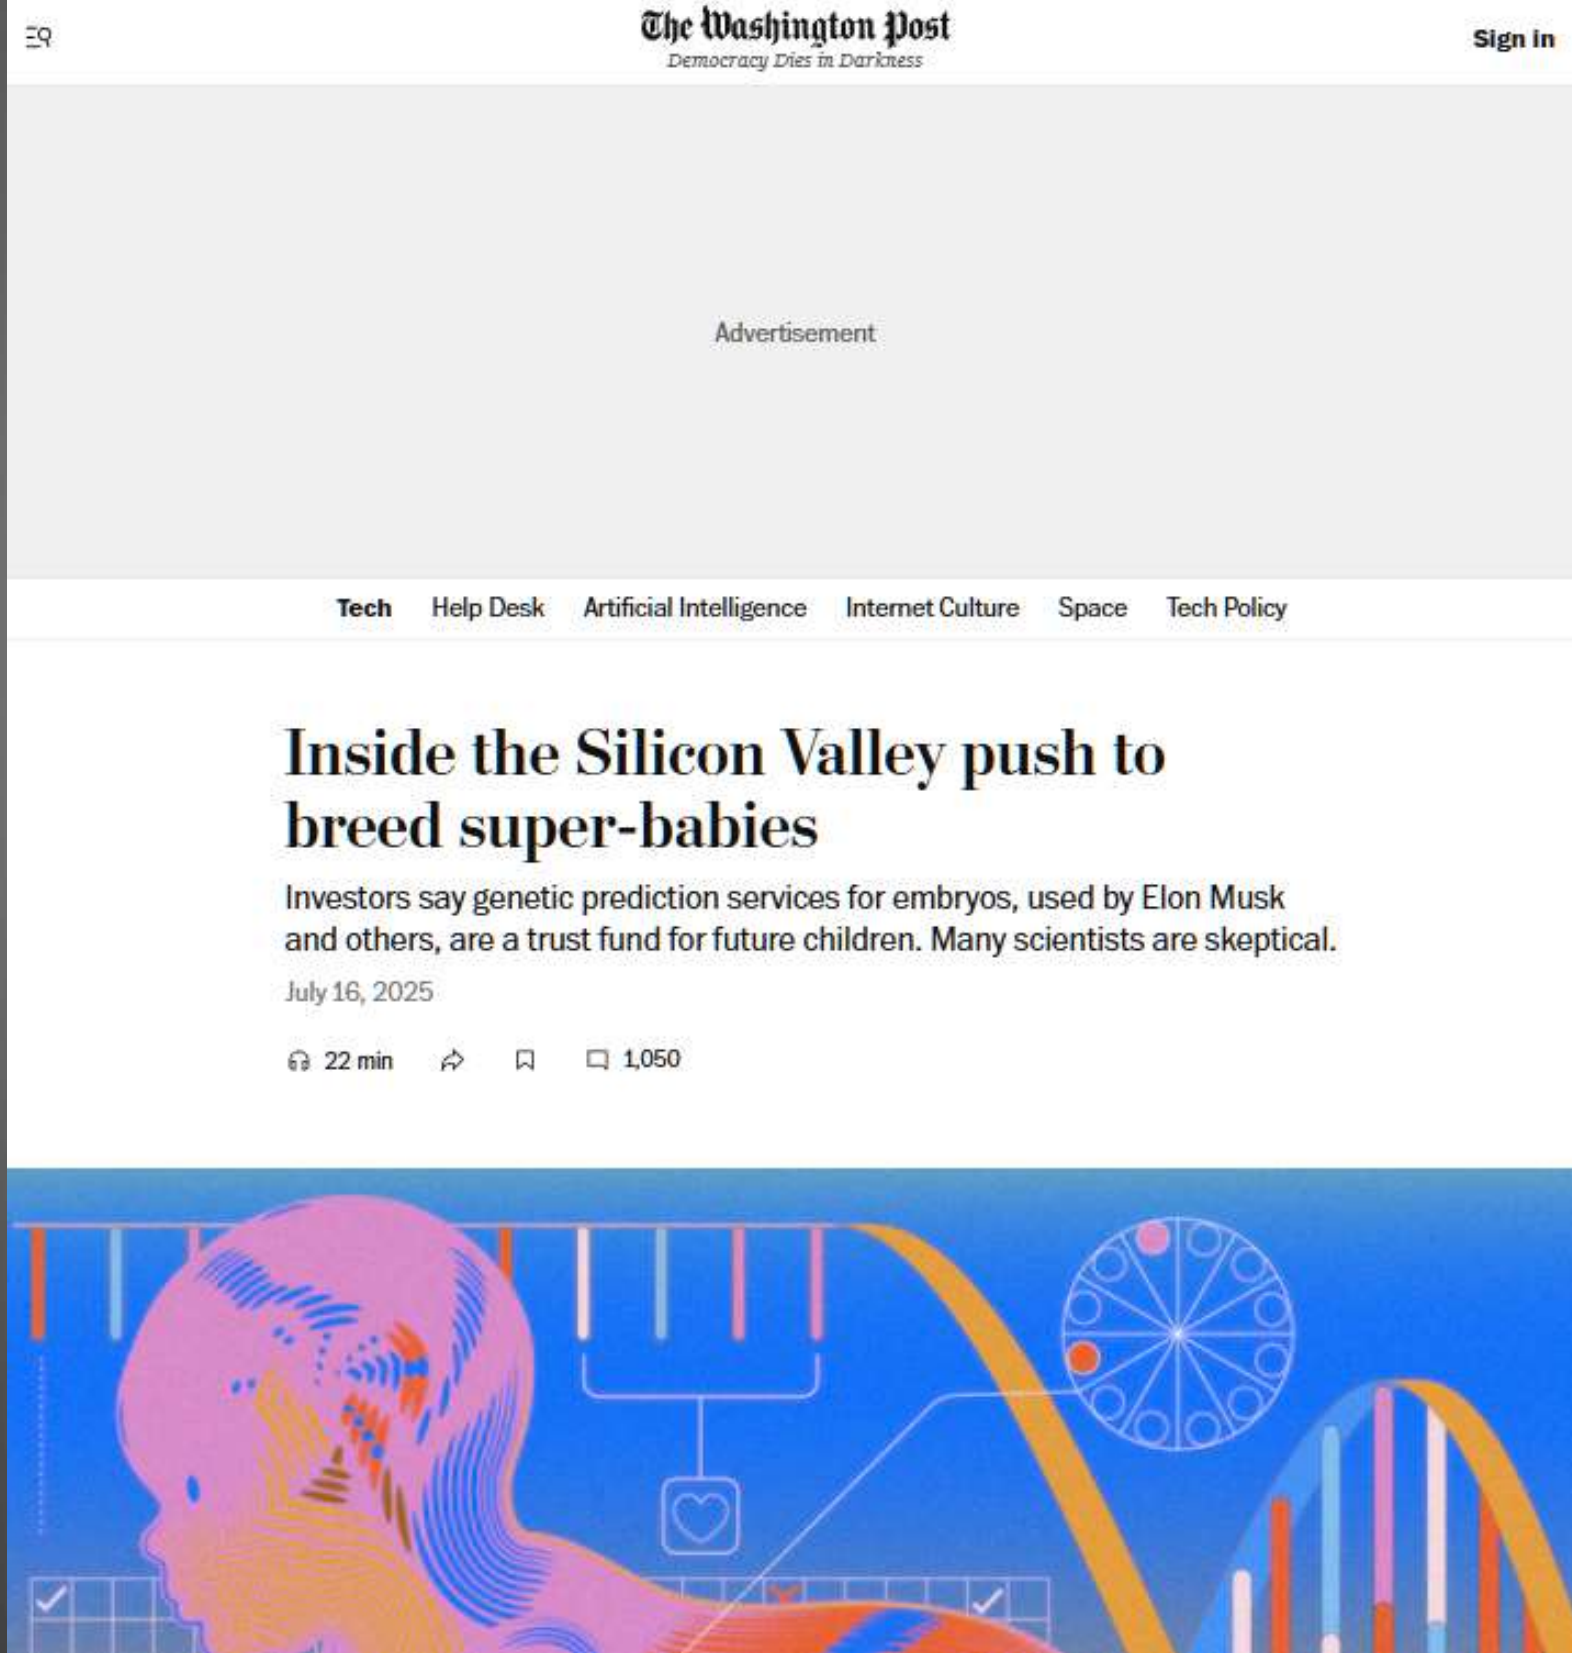 The Washington Post
Democracy Dies in Darkness
Sign in
Advertisement
Tech Help Desk Artificial Intelligence Internet Culture Space Tech Policy
Inside the Silicon Valley push to
breed super-babies
Investors say genetic prediction services for embryos, used by Elon Musk
and others, are a trust fund for future children. Many scientists are skeptical.
July 16, 2025
22 min 1,050